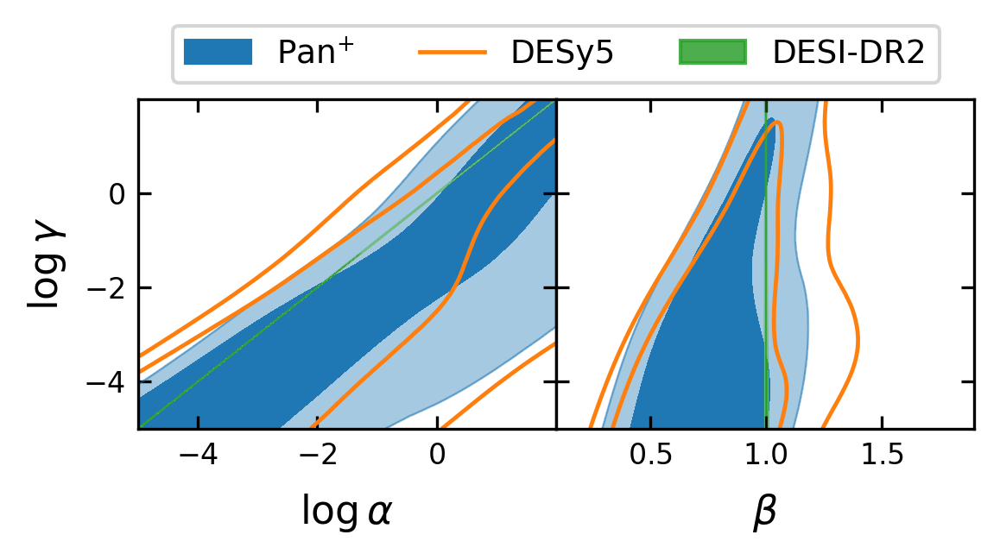 Pan⁺ DESy5 DESI-DR2
log γ
0
−2
−4
−4 −2 0 0.5 1.0 1.5
log α β